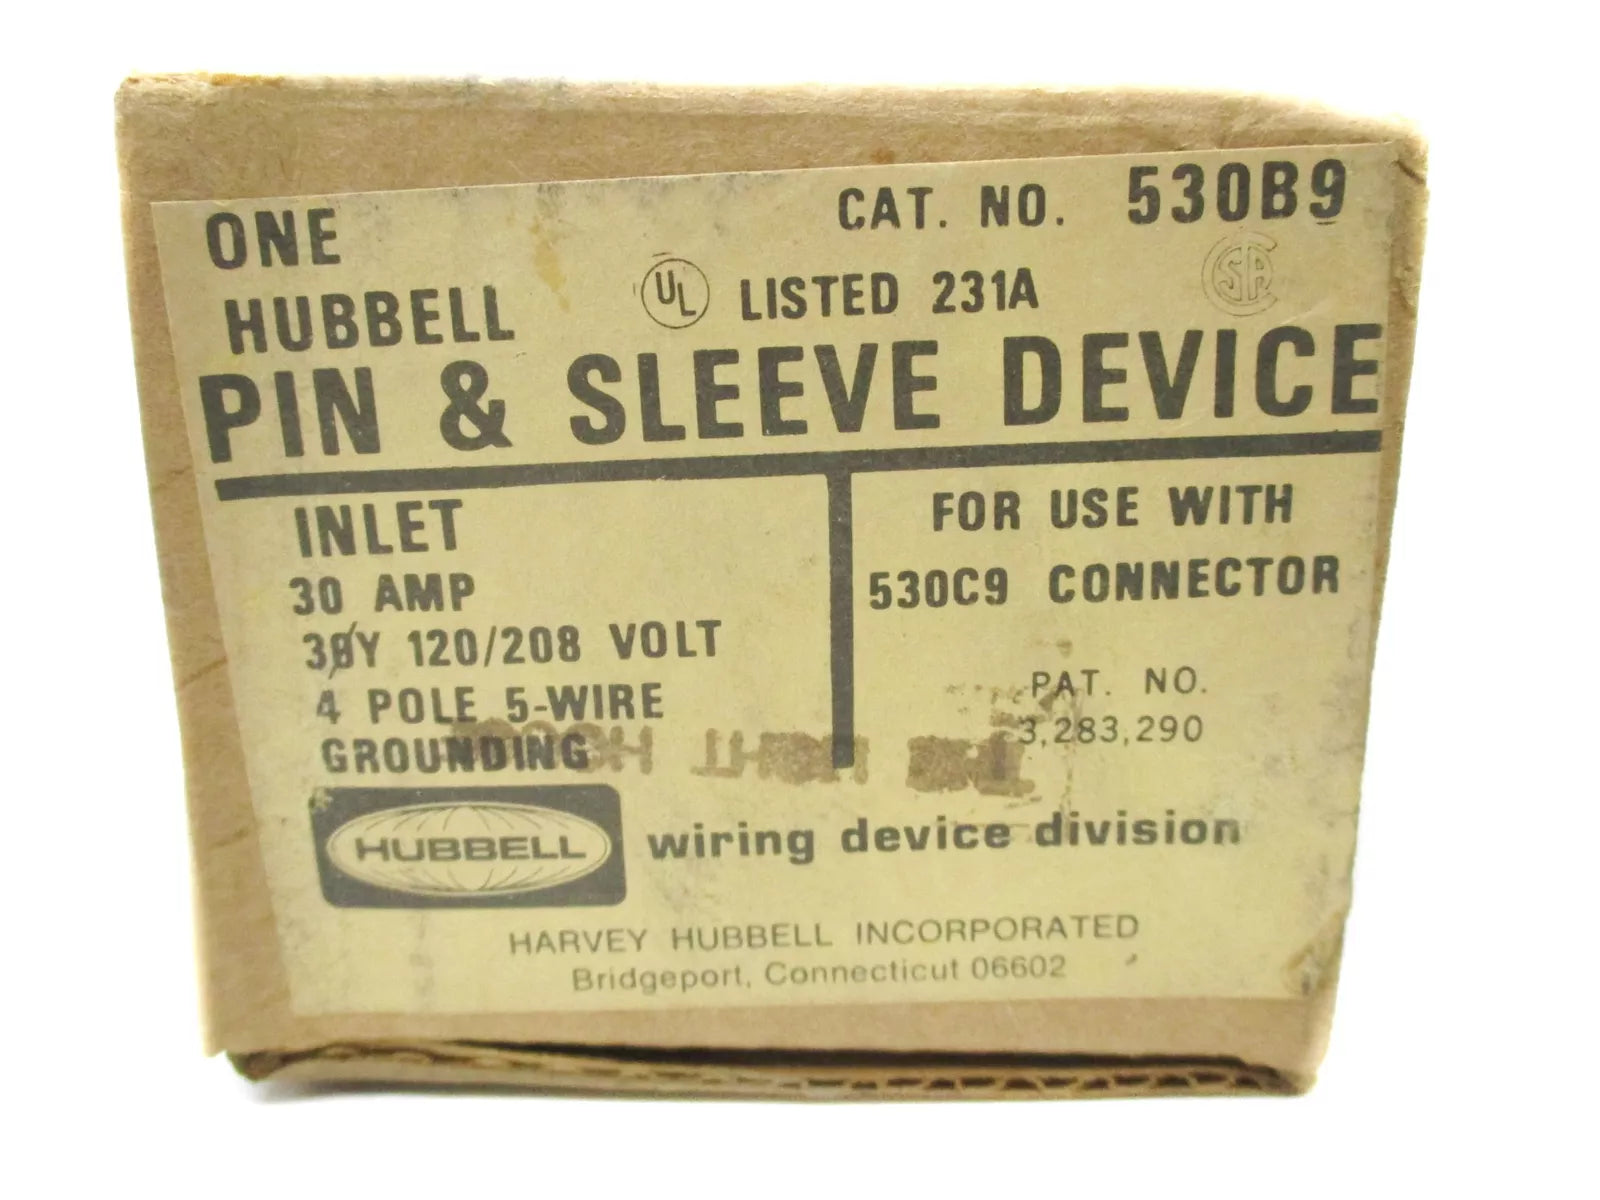 ONE
CAT. NO. 530B9
HUBBELL
UL LISTED 231A
CSA
PIN & SLEEVE DEVICE
INLET
30 AMP
3ØY 120/208 VOLT
4 POLE 5-WIRE
GROUNDING
FOR USE WITH
530C9 CONNECTOR
PAT. NO.
3,283,290
HUBBELL
wiring device division
HARVEY HUBBELL INCORPORATED
Bridgeport, Connecticut 06602